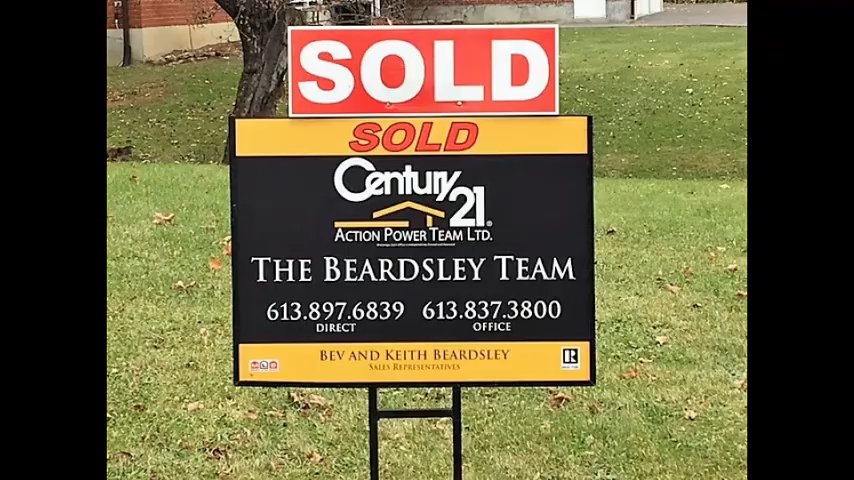 SOLD
SOLD
Century 21®
ACTION POWER TEAM LTD.
THE BEARDSLEY TEAM
613.897.6839 613.837.3800
DIRECT OFFICE
BEV AND KEITH BEARDSLEY
SALES REPRESENTATIVES
R
REALTOR